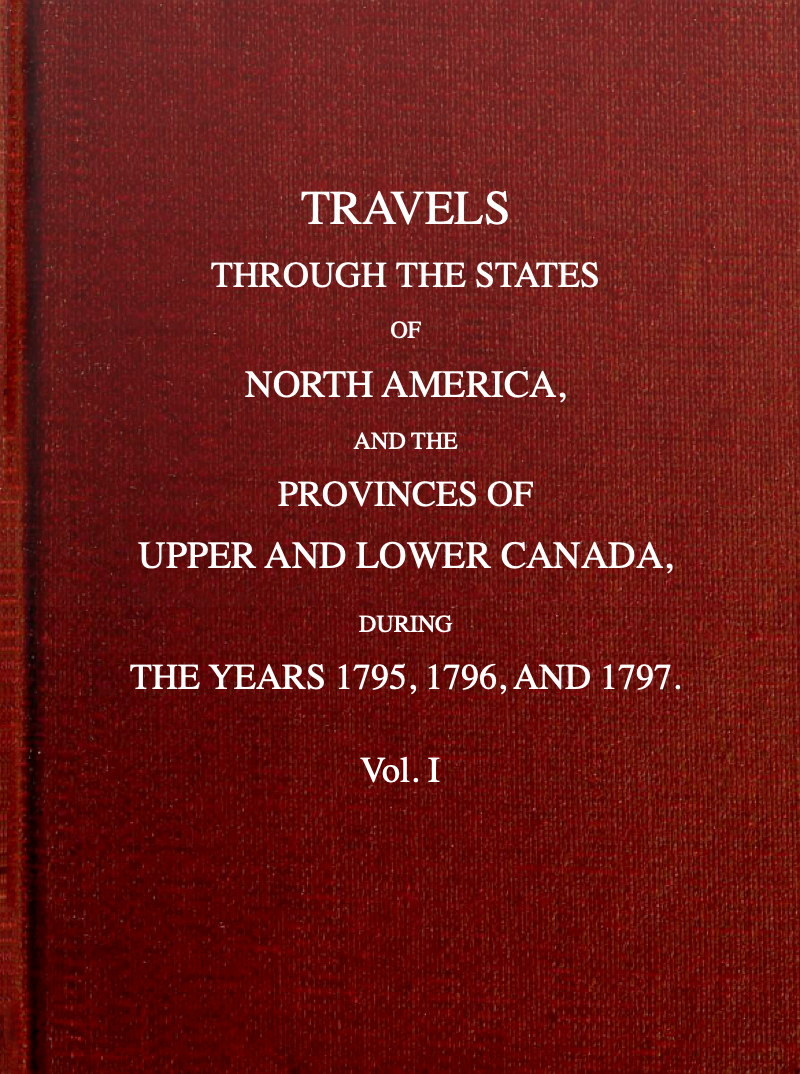 TRAVELS
THROUGH THE STATES
OF
NORTH AMERICA,
AND THE
PROVINCES OF
UPPER AND LOWER CANADA,
DURING
THE YEARS 1795, 1796, AND 1797.
Vol. I